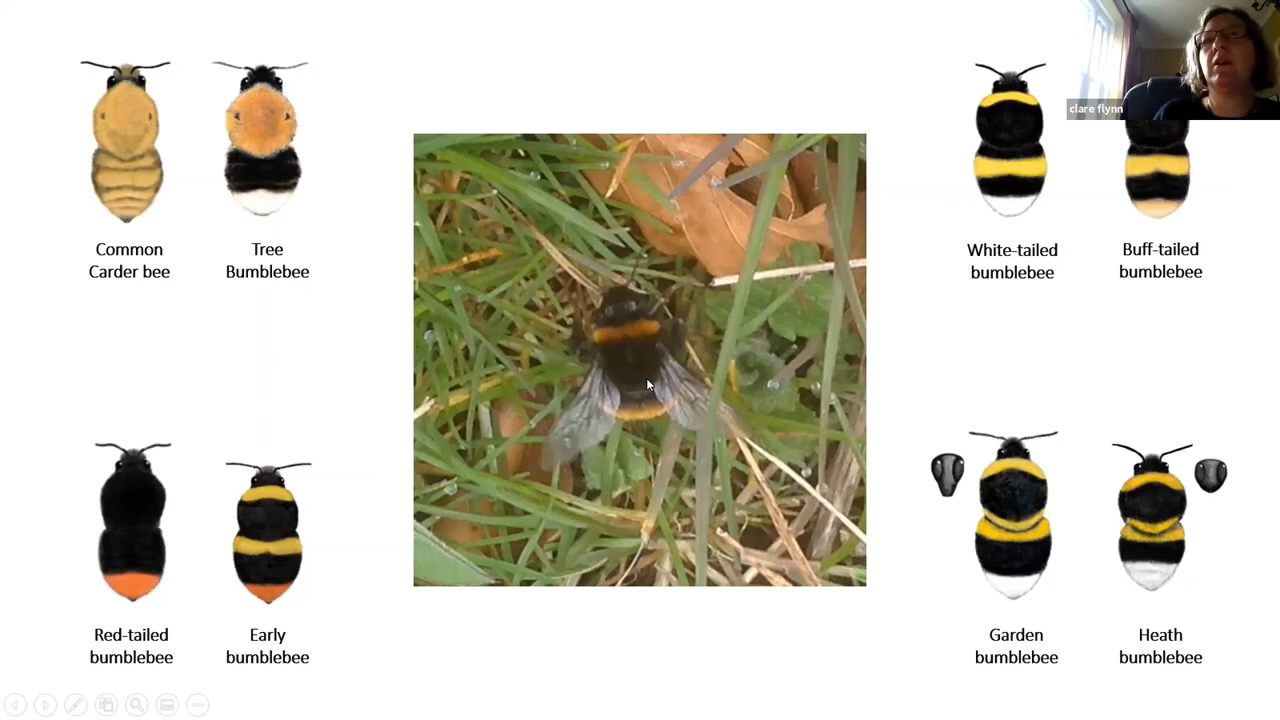 clare flynn
Common
Carder bee
Tree
Bumblebee
White-tailed
bumblebee
Buff-tailed
bumblebee
Red-tailed
bumblebee
Early
bumblebee
Garden
bumblebee
Heath
bumblebee